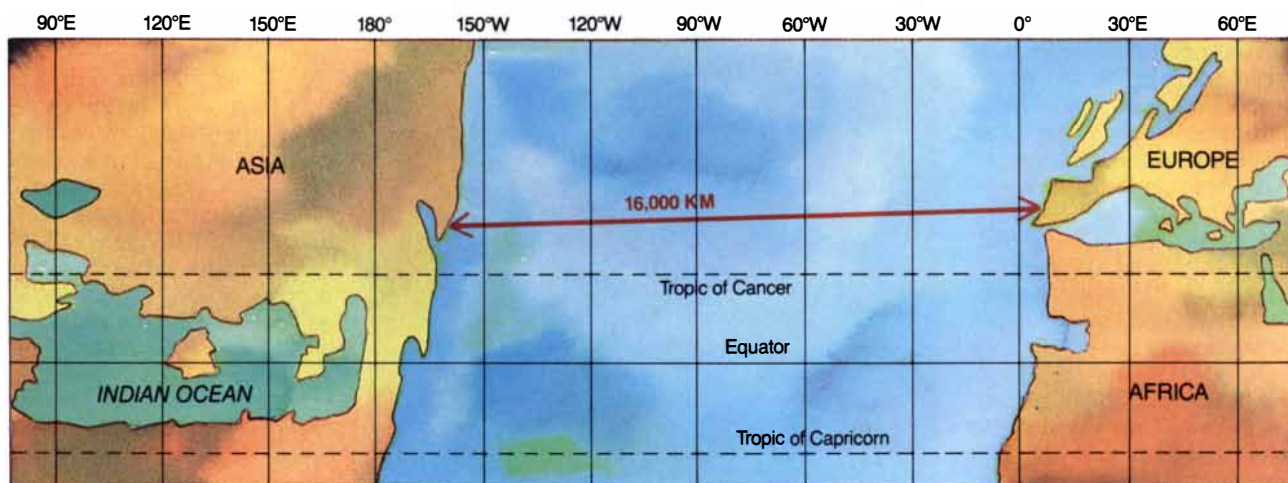 90°E 120°E 150°E 180° 150°W 120°W 90°W 60°W 30°W 0° 30°E 60°E
ASIA
EUROPE
16,000 KM
Tropic of Cancer
Equator
INDIAN OCEAN
AFRICA
Tropic of Capricorn